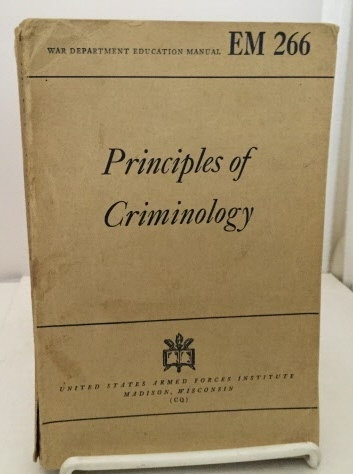 WAR DEPARTMENT EDUCATION MANUAL EM 266
Principles of
Criminology
UNITED STATES ARMED FORCES INSTITUTE
MADISON, WISCONSIN
(CQ)